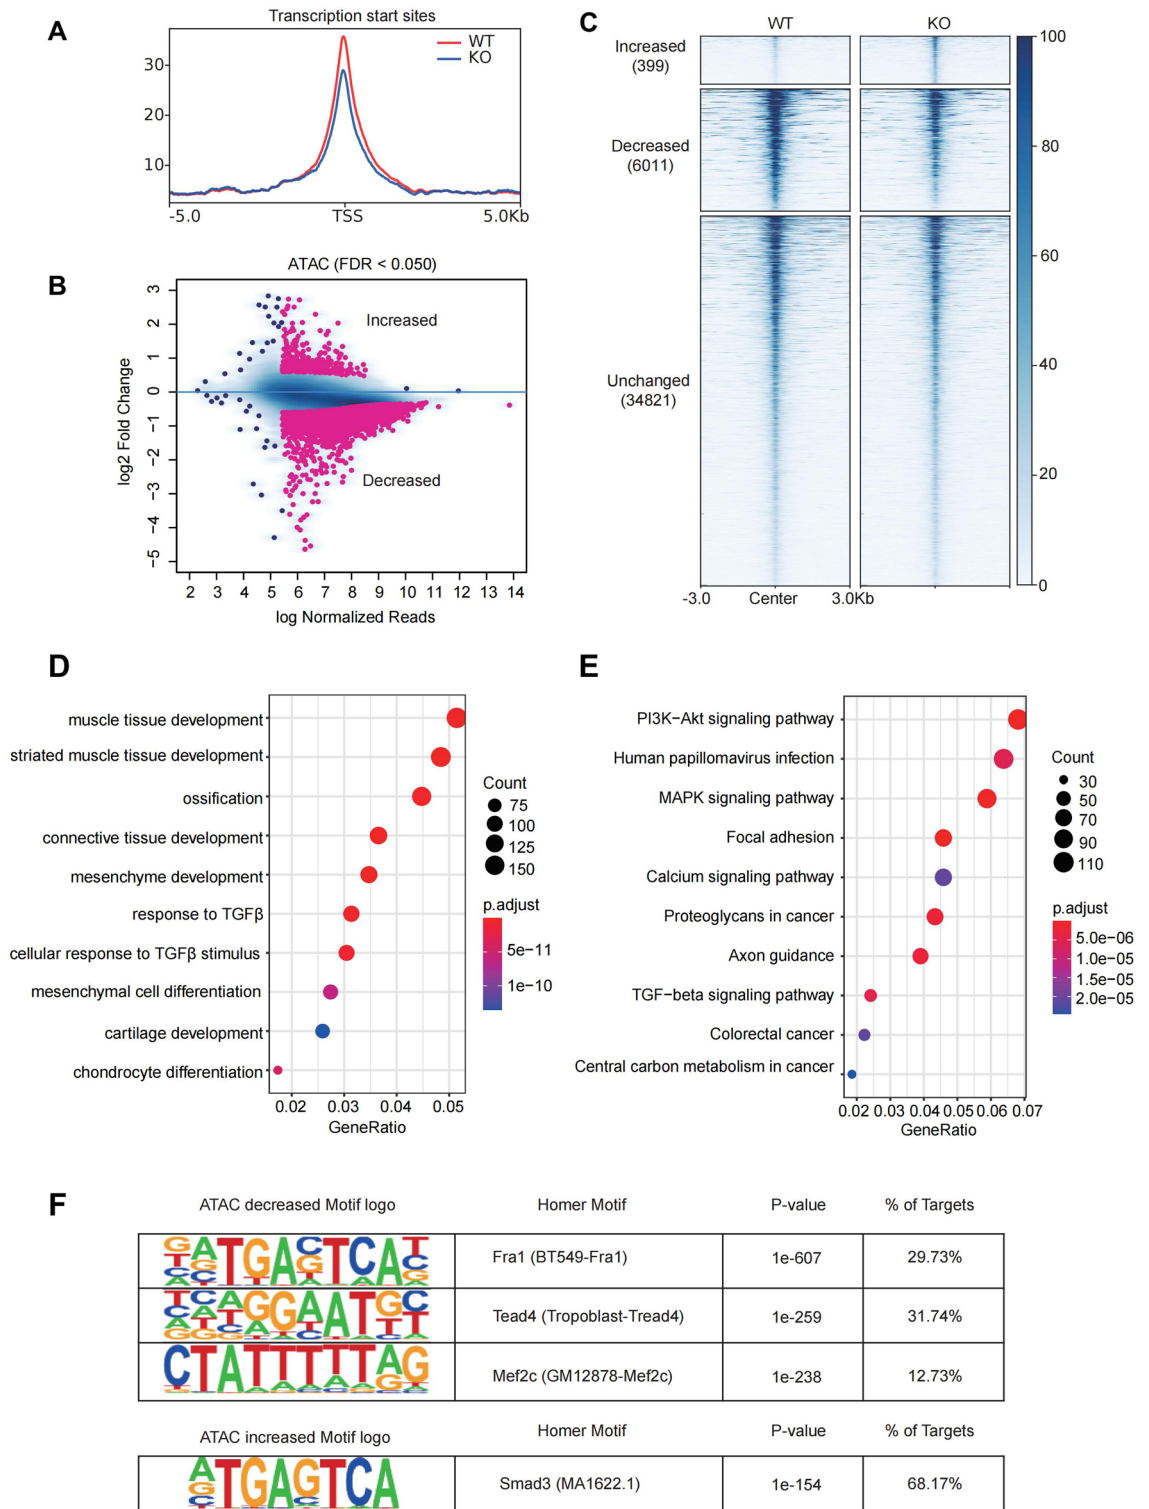 A
Transcription start sites
WT
KO
30
20
10
-5.0
TSS
5.0Kb
B
ATAC (FDR < 0.050)
log2 Fold Change
3
2
1
0
−1
−2
−3
−4
−5
Increased
Decreased
2 3 4 5 6 7 8 9 10 11 12 13 14
log Normalized Reads
C
WT
KO
Increased
(399)
Decreased
(6011)
Unchanged
(34821)
-3.0
Center
3.0Kb
100
80
60
40
20
0
D
muscle tissue development
striated muscle tissue development
ossification
connective tissue development
mesenchyme development
response to TGFβ
cellular response to TGFβ stimulus
mesenchymal cell differentiation
cartilage development
chondrocyte differentiation
0.02 0.03 0.04 0.05
GeneRatio
Count
75
100
125
150
p.adjust
5e−11
1e−10
E
PI3K−Akt signaling pathway
Human papillomavirus infection
MAPK signaling pathway
Focal adhesion
Calcium signaling pathway
Proteoglycans in cancer
Axon guidance
TGF−beta signaling pathway
Colorectal cancer
Central carbon metabolism in cancer
0.02 0.03 0.04 0.05 0.06 0.07
GeneRatio
Count
30
50
70
90
110
p.adjust
5.0e−06
1.0e−05
1.5e−05
2.0e−05
F
ATAC decreased Motif logo Homer Motif P-value % of Targets
Fra1 (BT549-Fra1) 1e-607 29.73%
Tead4 (Tropoblast-Tread4) 1e-259 31.74%
Mef2c (GM12878-Mef2c) 1e-238 12.73%
ATAC increased Motif logo Homer Motif P-value % of Targets
Smad3 (MA1622.1) 1e-154 68.17%